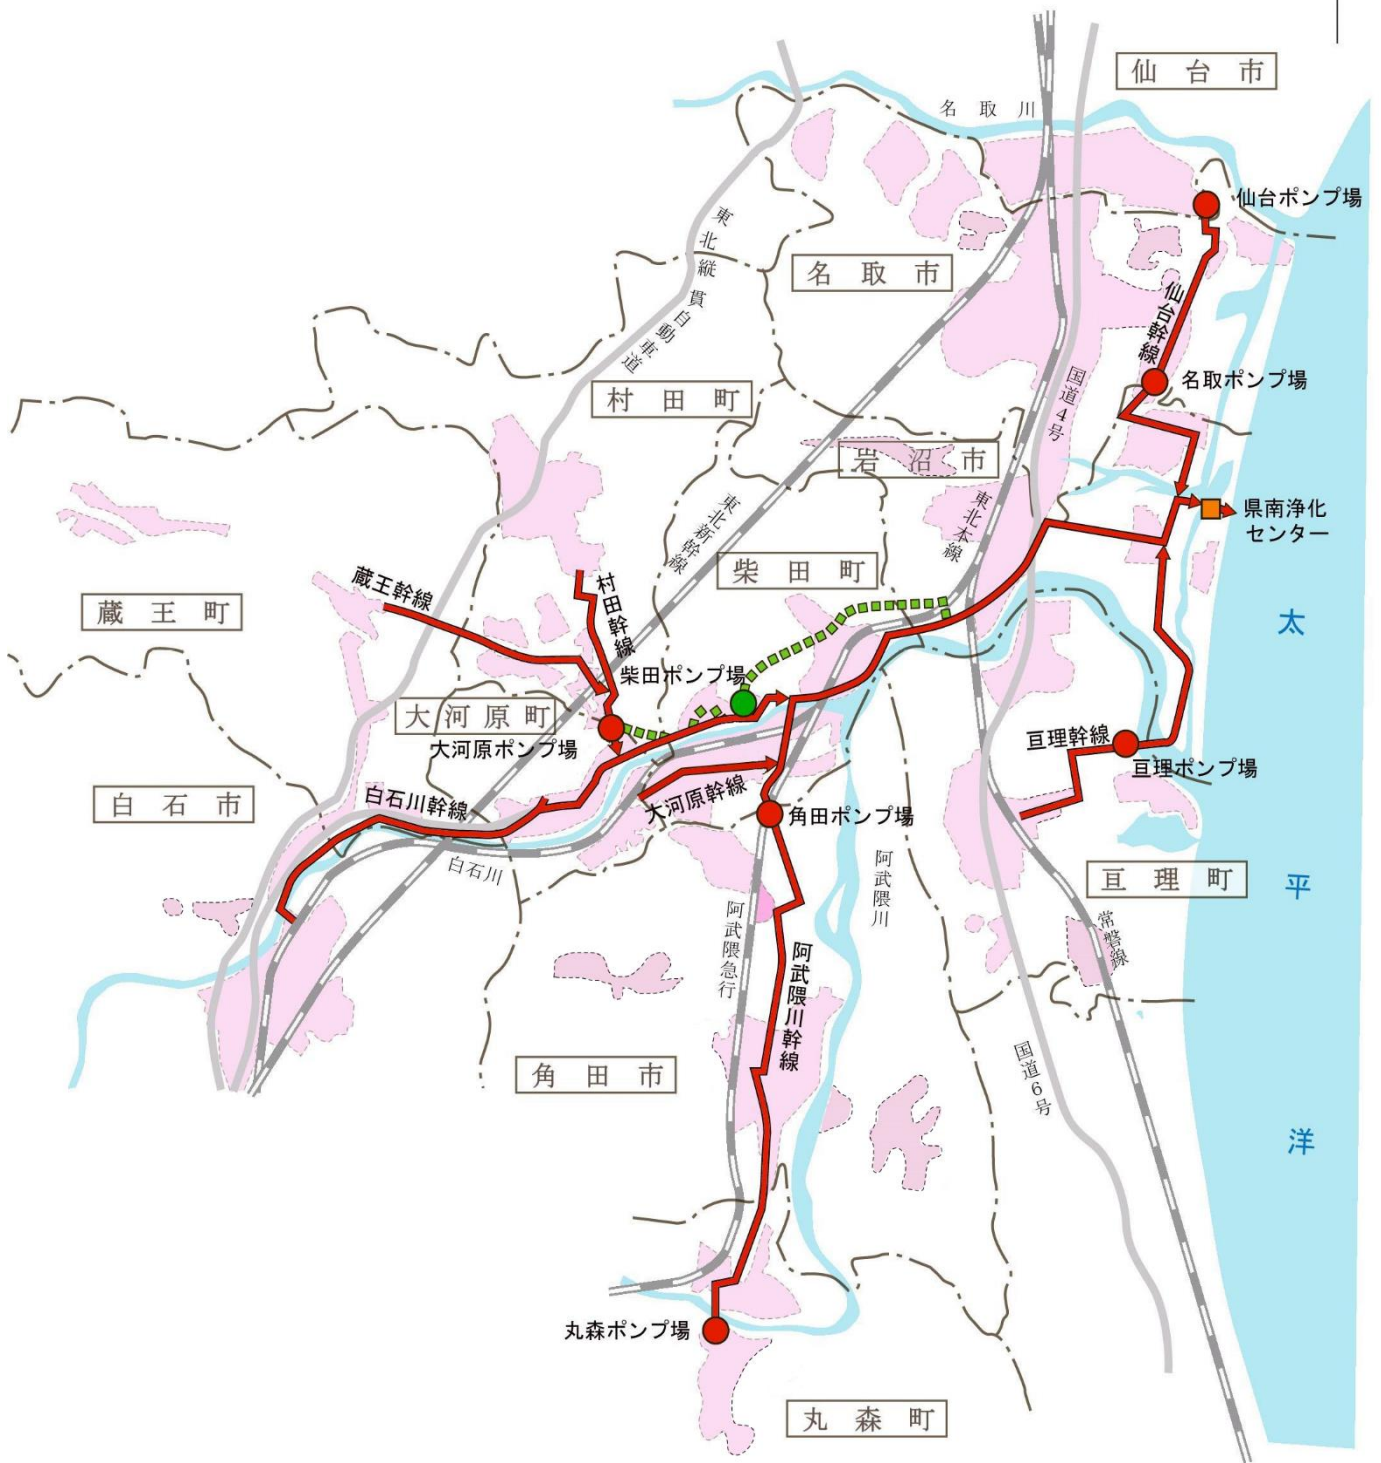 仙台市
名取川
仙台ポンプ場
東北縦貫自動車道
名取市
仙台幹線
村田町
国道4号
名取ポンプ場
岩沼市
東北新幹線
東北本線
県南浄化
センター
柴田町
蔵王幹線
村田幹線
蔵王町
太平洋
柴田ポンプ場
大河原町
大河原ポンプ場
亘理幹線
亘理ポンプ場
白石市
白石川幹線
大河原幹線
角田ポンプ場
白石川
阿武隈川
亘理町
阿武隈急行
阿武隈川幹線
常磐線
角田市
国道6号
丸森ポンプ場
丸森町